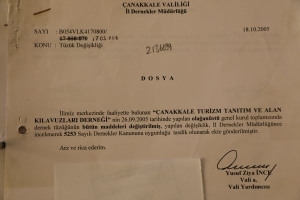 ÇANAKKALE VALİLİĞİ
İl Dernekler Müdürlüğü
SAYI : B054VLK4170800/ 18.10.2005
KONU : Tüzük Değişikliği
DOSYA
İlimiz merkezinde faaliyette bulunan "ÇANAKKALE TURİZM TANITIM VE ALAN
KILAVUZLARI DERNEĞİ" nin 26.09.2005 tarihinde yapılan olağanüstü genel kurul toplantısında
dernek tüzüğünün bütün maddeleri değiştirilmiş, yapılan değişiklik, İl Dernekler Müdürlüğünce
incelenerek 5253 Sayılı Dernekler Kanununa uygunluğu tasdik olunarak ekte gönderilmiştir.
Arz ve rica ederim.
Yusuf Ziya İNCE
Vali a.
Vali Yardımcısı